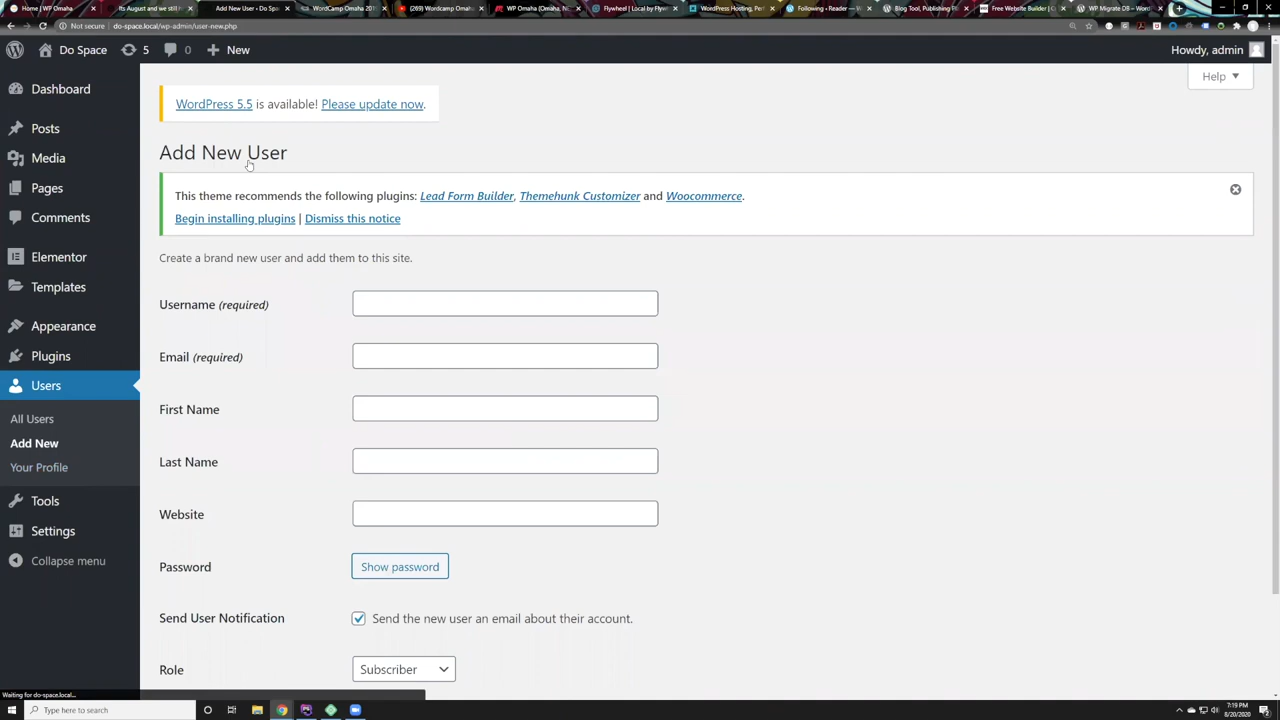 Home | WP Omaha
Its August and we still
Add New User ‹ Do Spo
WordCamp Omaha 201
(269) Wordcamp Omah
WP Omaha (Omaha, N
Flywheel | Local by Flyw
WordPress Hosting, Perf
Following ‹ Reader — W
Blog Tool, Publishing P
Free Website Builder | C
WP Migrate DB – Word
Not secure | do-space.local/wp-admin/user-new.php
Do Space 5 0 New Howdy, admin
Help
Dashboard
Posts
Media
Pages
Comments
Elementor
Templates
Appearance
Plugins
Users
All Users
Add New
Your Profile
Tools
Settings
Collapse menu
WordPress 5.5 is available! Please update now.
Add New User
This theme recommends the following plugins: Lead Form Builder, Themehunk Customizer and Woocommerce.
Begin installing plugins | Dismiss this notice
Create a brand new user and add them to this site.
Username (required)
Email (required)
First Name
Last Name
Website
Password Show password
Send User Notification Send the new user an email about their account.
Role Subscriber
Waiting for do-space.local...
Type here to search
7:19 PM
8/20/2020
2